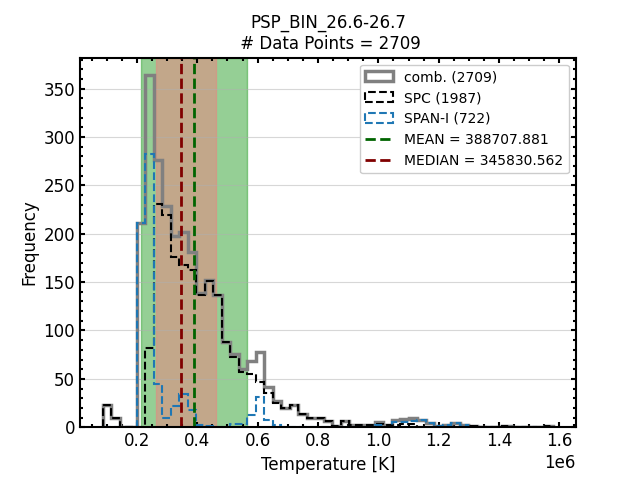 PSP_BIN_26.6-26.7
# Data Points = 2709
comb. (2709)
SPC (1987)
SPAN-I (722)
MEAN = 388707.881
MEDIAN = 345830.562
Frequency
350
300
250
200
150
100
50
0
0.2 0.4 0.6 0.8 1.0 1.2 1.4 1.6
1e6
Temperature [K]